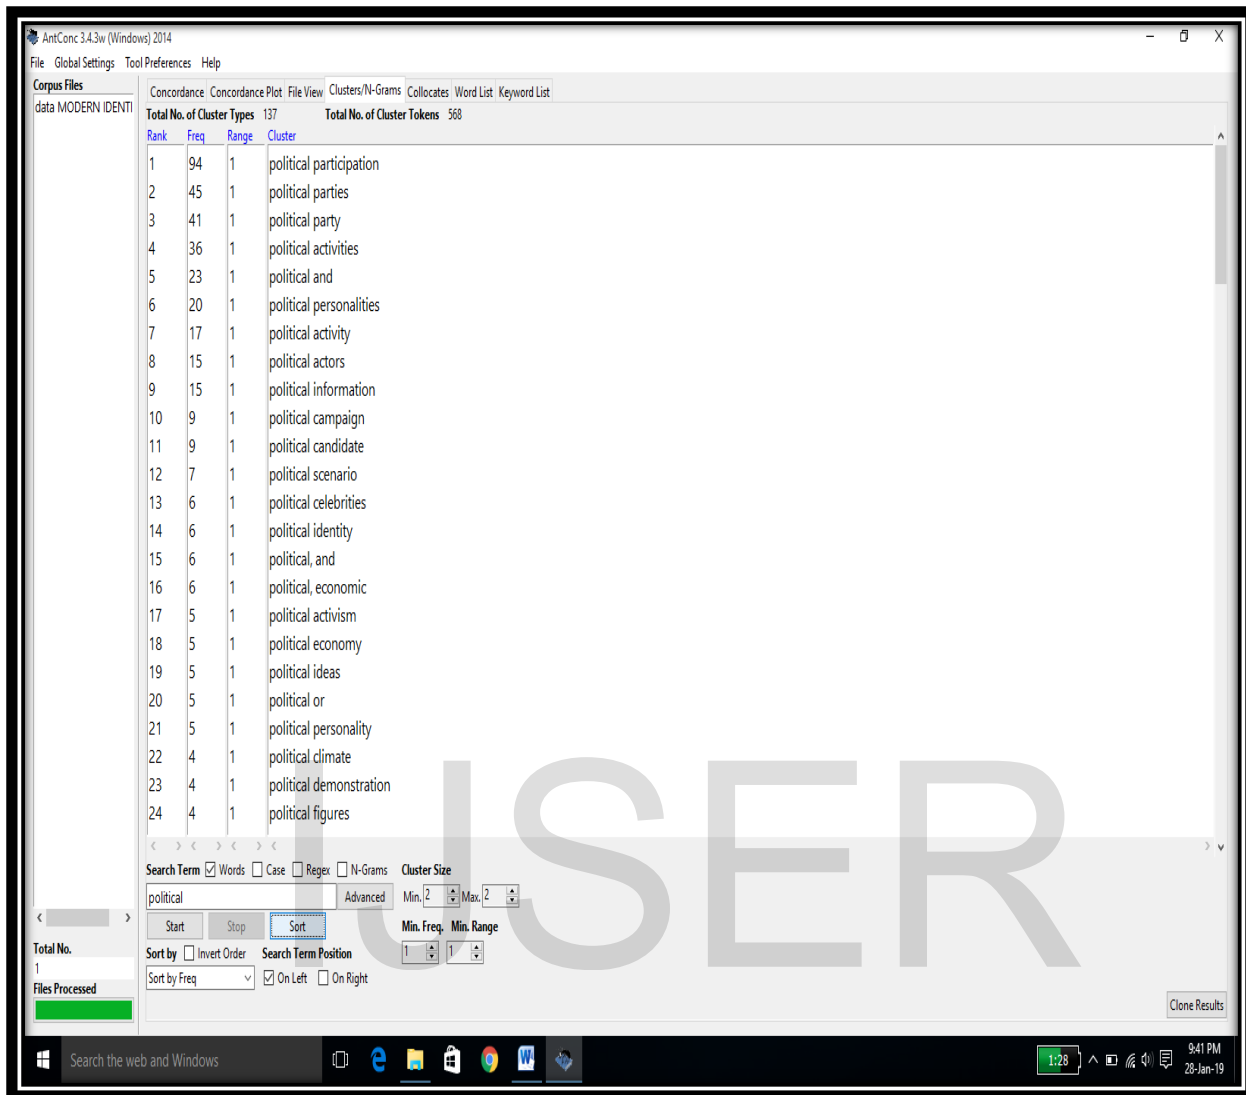 AntConc 3.4.3w (Windows) 2014
File Global Settings Tool Preferences Help
Corpus Files
data MODERN IDENTI
Concordance Concordance Plot File View Clusters/N-Grams Collocates Word List Keyword List
Total No. of Cluster Types 137 Total No. of Cluster Tokens 568
Rank Freq Range Cluster
1 94 1 political participation
2 45 1 political parties
3 41 1 political party
4 36 1 political activities
5 23 1 political and
6 20 1 political personalities
7 17 1 political activity
8 15 1 political actors
9 15 1 political information
10 9 1 political campaign
11 9 1 political candidate
12 7 1 political scenario
13 6 1 political celebrities
14 6 1 political identity
15 6 1 political, and
16 6 1 political, economic
17 5 1 political activism
18 5 1 political economy
19 5 1 political ideas
20 5 1 political or
21 5 1 political personality
22 4 1 political climate
23 4 1 political demonstration
24 4 1 political figures
IJSER
Search Term Words Case Regex N-Grams Cluster Size
political Advanced Min. 2 Max. 2
Start Stop Sort Min. Freq. Min. Range
Sort by Invert Order Search Term Position 1 1
Sort by Freq On Left On Right
Total No.
1
Files Processed
Clone Results
Search the web and Windows
1:28
9:41 PM
28-Jan-19